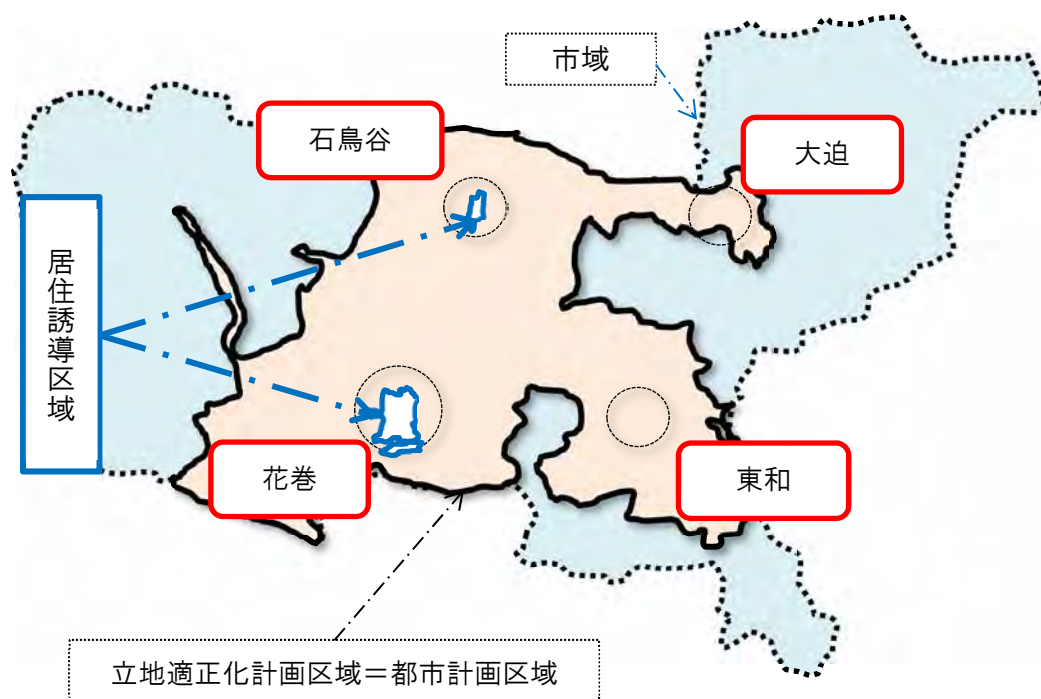 市域
石鳥谷
大迫
居住誘導区域
花巻
東和
立地適正化計画区域＝都市計画区域